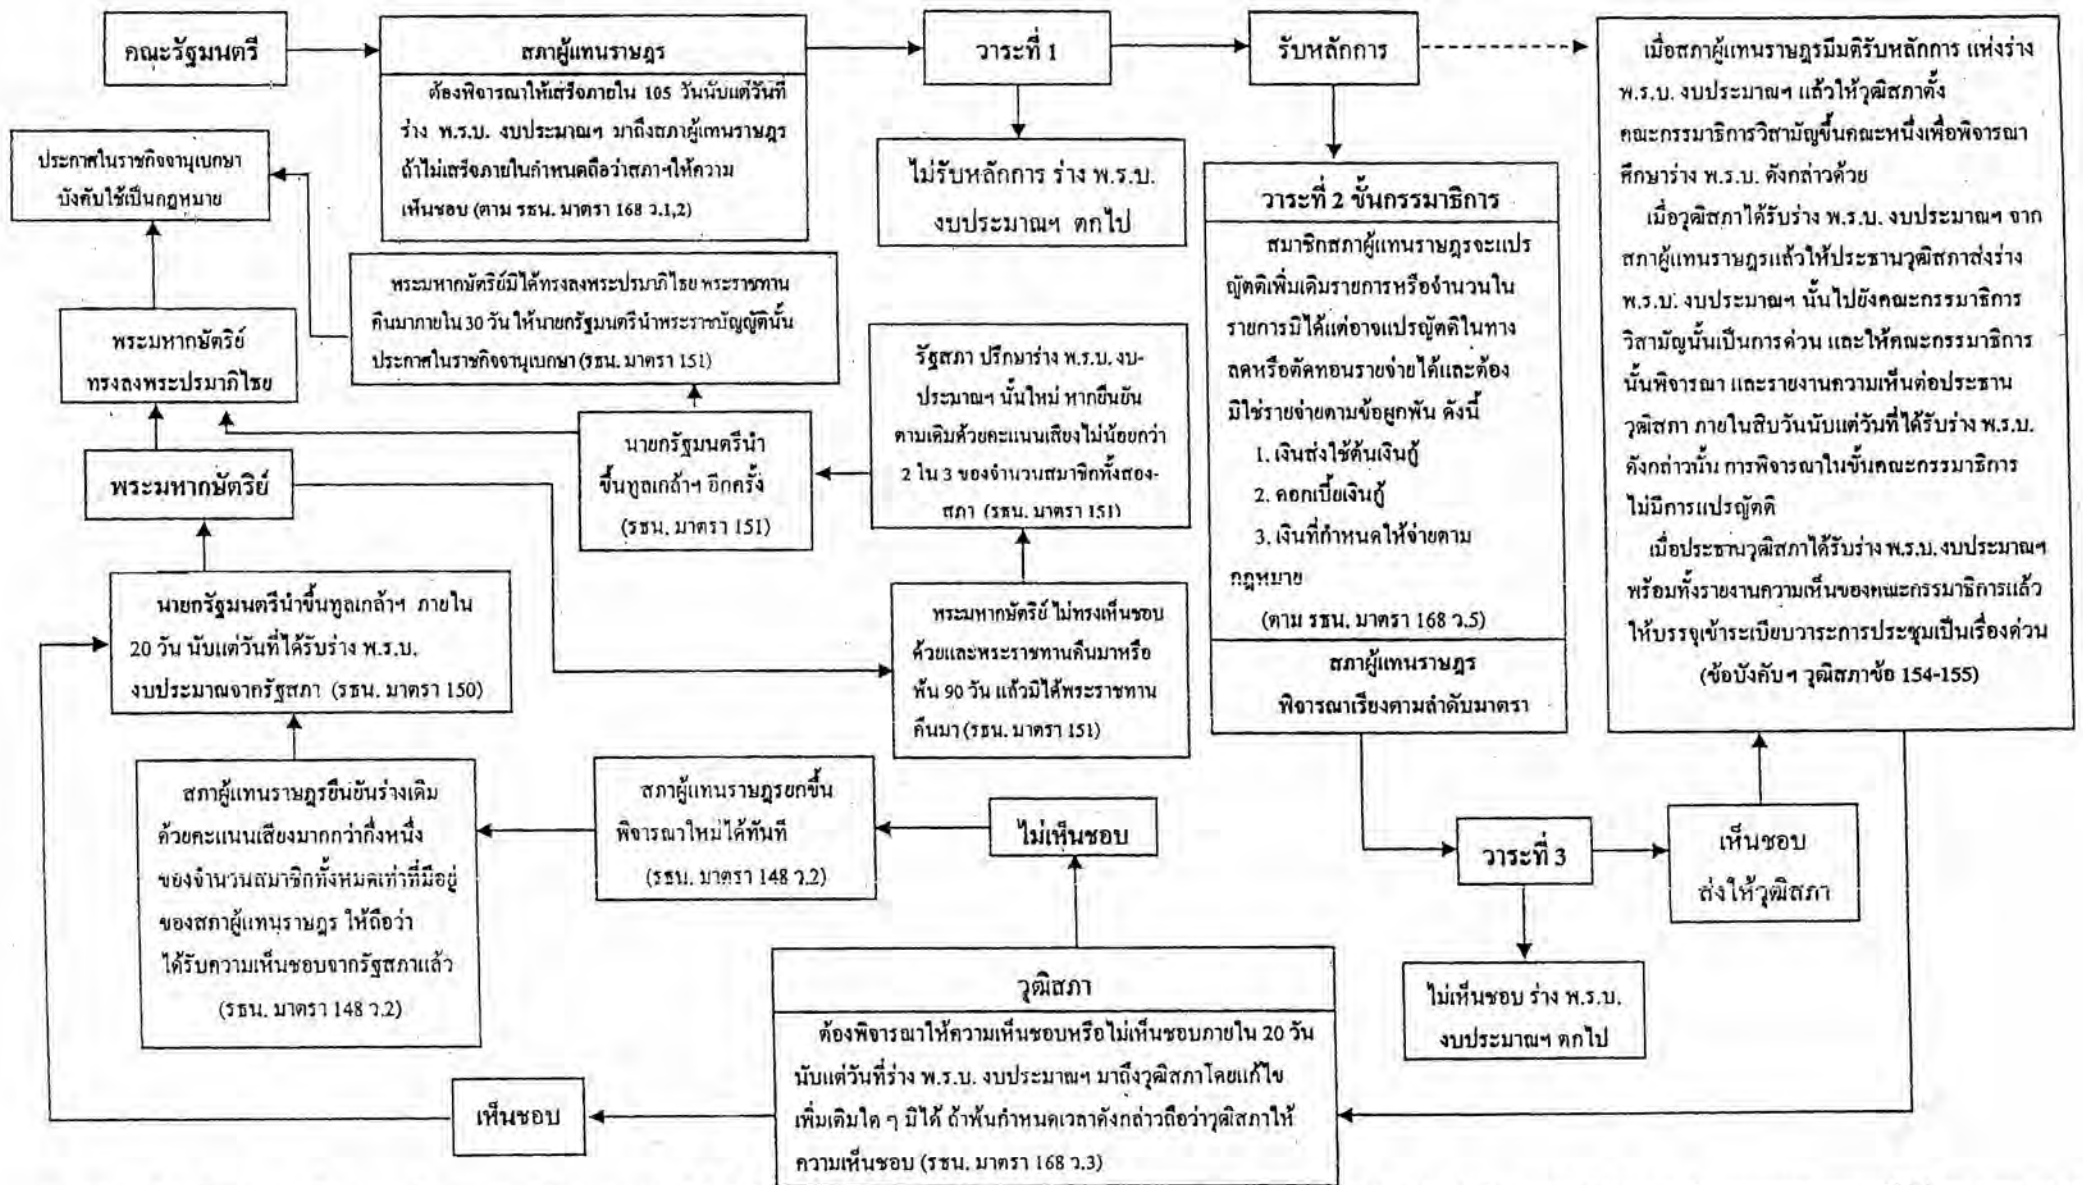 คณะรัฐมนตรี
สภาผู้แทนราษฎร
ต้องพิจารณาให้เสร็จภายใน 105 วันนับแต่วันที่
ร่าง พ.ร.บ. งบประมาณฯ มาถึงสภาผู้แทนราษฎร
ถ้าไม่เสร็จภายในกำหนดถือว่าสภาฯให้ความ
เห็นชอบ (ตาม รธน. มาตรา 168 ว.1,2)
วาระที่ 1
ไม่รับหลักการ ร่าง พ.ร.บ.
งบประมาณฯ ตกไป
รับหลักการ
วาระที่ 2 ขั้นกรรมาธิการ
สมาชิกสภาผู้แทนราษฎรจะแปร
ญัตติเพิ่มเติมรายการหรือจำนวนใน
รายการมิได้แต่อาจแปรญัตติในทาง
ลดหรือตัดทอนรายจ่ายได้และต้อง
มิใช่รายจ่ายตามข้อผูกพัน ดังนี้
1. เงินส่งใช้ต้นเงินกู้
2. ดอกเบี้ยเงินกู้
3. เงินที่กำหนดให้จ่ายตาม
กฎหมาย
(ตาม รธน. มาตรา 168 ว.5)
สภาผู้แทนราษฎร
พิจารณาเรียงตามลำดับมาตรา
เมื่อสภาผู้แทนราษฎรมีมติรับหลักการ แห่งร่าง
พ.ร.บ. งบประมาณฯ แล้วให้วุฒิสภาตั้ง
คณะกรรมาธิการวิสามัญขึ้นคณะหนึ่งเพื่อพิจารณา
ศึกษาร่าง พ.ร.บ. ดังกล่าวด้วย
เมื่อวุฒิสภาได้รับร่าง พ.ร.บ. งบประมาณฯ จาก
สภาผู้แทนราษฎรแล้วให้ประธานวุฒิสภาส่งร่าง
พ.ร.บ. งบประมาณฯ นั้นไปยังคณะกรรมาธิการ
วิสามัญนั้นเป็นการด่วน และให้คณะกรรมาธิการ
นั้นพิจารณา และรายงานความเห็นต่อประธาน
วุฒิสภา ภายในสิบวันนับแต่วันที่ได้รับร่าง พ.ร.บ.
ดังกล่าวนั้น การพิจารณาในขั้นคณะกรรมาธิการ
ไม่มีการแปรญัตติ
เมื่อประธานวุฒิสภาได้รับร่าง พ.ร.บ. งบประมาณฯ
พร้อมทั้งรายงานความเห็นของคณะกรรมาธิการแล้ว
ให้บรรจุเข้าระเบียบวาระการประชุมเป็นเรื่องด่วน
(ข้อบังคับฯ วุฒิสภาข้อ 154-155)
ประกาศในราชกิจจานุเบกษา
บังคับใช้เป็นกฎหมาย
พระมหากษัตริย์มิได้ทรงลงพระปรมาภิไธย พระราชทาน
คืนมาภายใน 30 วัน ให้นายกรัฐมนตรีนำพระราชบัญญัตินั้น
ประกาศในราชกิจจานุเบกษา (รธน. มาตรา 151)
พระมหากษัตริย์
ทรงลงพระปรมาภิไธย
รัฐสภา ปรึกษาร่าง พ.ร.บ. งบ-
ประมาณฯ นั้นใหม่ หากยืนยัน
ตามเดิมด้วยคะแนนเสียงไม่น้อยกว่า
2 ใน 3 ของจำนวนสมาชิกทั้งสอง-
สภา (รธน. มาตรา 151)
นายกรัฐมนตรีนำ
ขึ้นทูลเกล้าฯ อีกครั้ง
(รธน. มาตรา 151)
พระมหากษัตริย์
นายกรัฐมนตรีนำขึ้นทูลเกล้าฯ ภายใน
20 วัน นับแต่วันที่ได้รับร่าง พ.ร.บ.
งบประมาณจากรัฐสภา (รธน. มาตรา 150)
พระมหากษัตริย์ ไม่ทรงเห็นชอบ
ด้วยและพระราชทานคืนมาหรือ
พ้น 90 วัน แล้วมิได้พระราชทาน
คืนมา (รธน. มาตรา 151)
สภาผู้แทนราษฎรยืนยันร่างเดิม
ด้วยคะแนนเสียงมากกว่ากึ่งหนึ่ง
ของจำนวนสมาชิกทั้งหมดเท่าที่มีอยู่
ของสภาผู้แทนราษฎร ให้ถือว่า
ได้รับความเห็นชอบจากรัฐสภาแล้ว
(รธน. มาตรา 148 ว.2)
สภาผู้แทนราษฎรยกขึ้น
พิจารณาใหม่ได้ทันที
(รธน. มาตรา 148 ว.2)
ไม่เห็นชอบ
วาระที่ 3
เห็นชอบ
ส่งให้วุฒิสภา
ไม่เห็นชอบ ร่าง พ.ร.บ.
งบประมาณฯ ตกไป
วุฒิสภา
ต้องพิจารณาให้ความเห็นชอบหรือไม่เห็นชอบภายใน 20 วัน
นับแต่วันที่ร่าง พ.ร.บ. งบประมาณฯ มาถึงวุฒิสภาโดยแก้ไข
เพิ่มเติมใด ๆ มิได้ ถ้าพ้นกำหนดเวลาดังกล่าวถือว่าวุฒิสภาให้
ความเห็นชอบ (รธน. มาตรา 168 ว.3)
เห็นชอบ